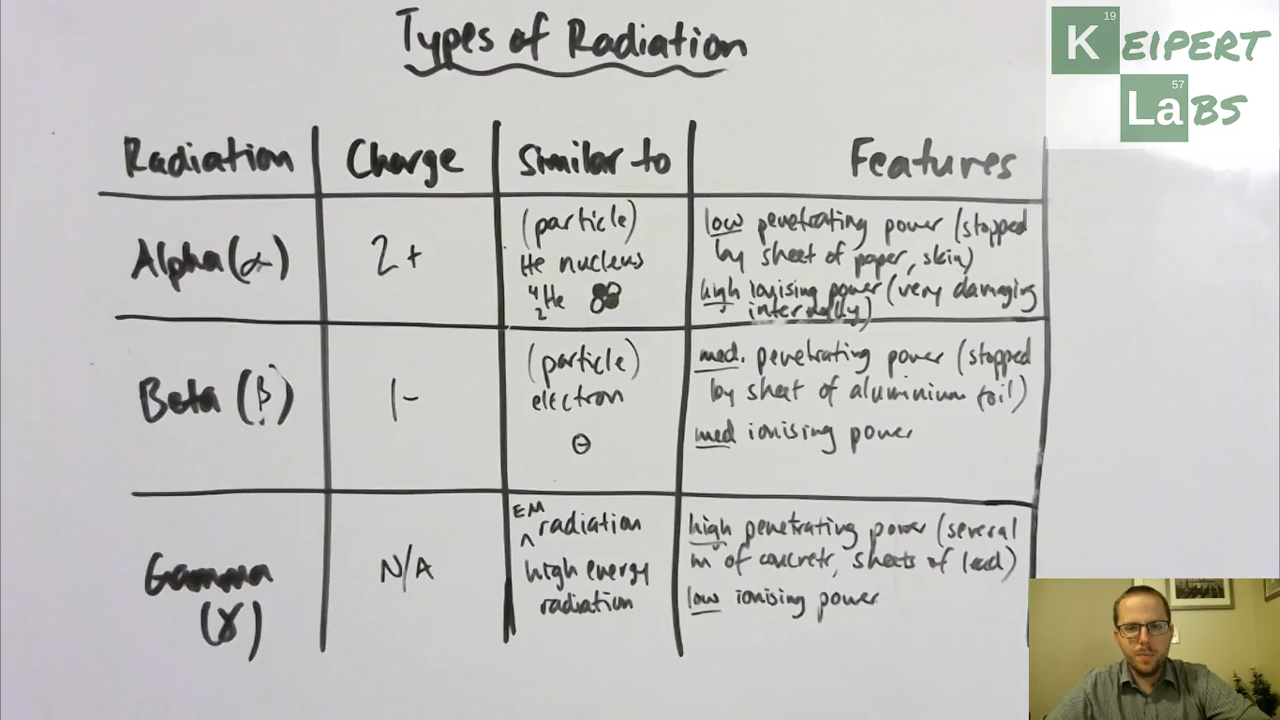 Types of Radiation
19
K EIPERT
57
La BS
Radiation
Charge
Similar to
Features
Alpha (α)
2+
(particle)
He nucleus
4
2 He
low penetrating power (stopped
by sheet of paper, skin)
high ionising power (very damaging
internally)
Beta (β)
1-
(particle)
electron
med. penetrating power (stopped
by sheet of aluminium foil)
med ionising power
Gamma
(γ)
N/A
EM
^ radiation
high energy
radiation
high penetrating power (several
m of concrete, sheets of lead)
low ionising power